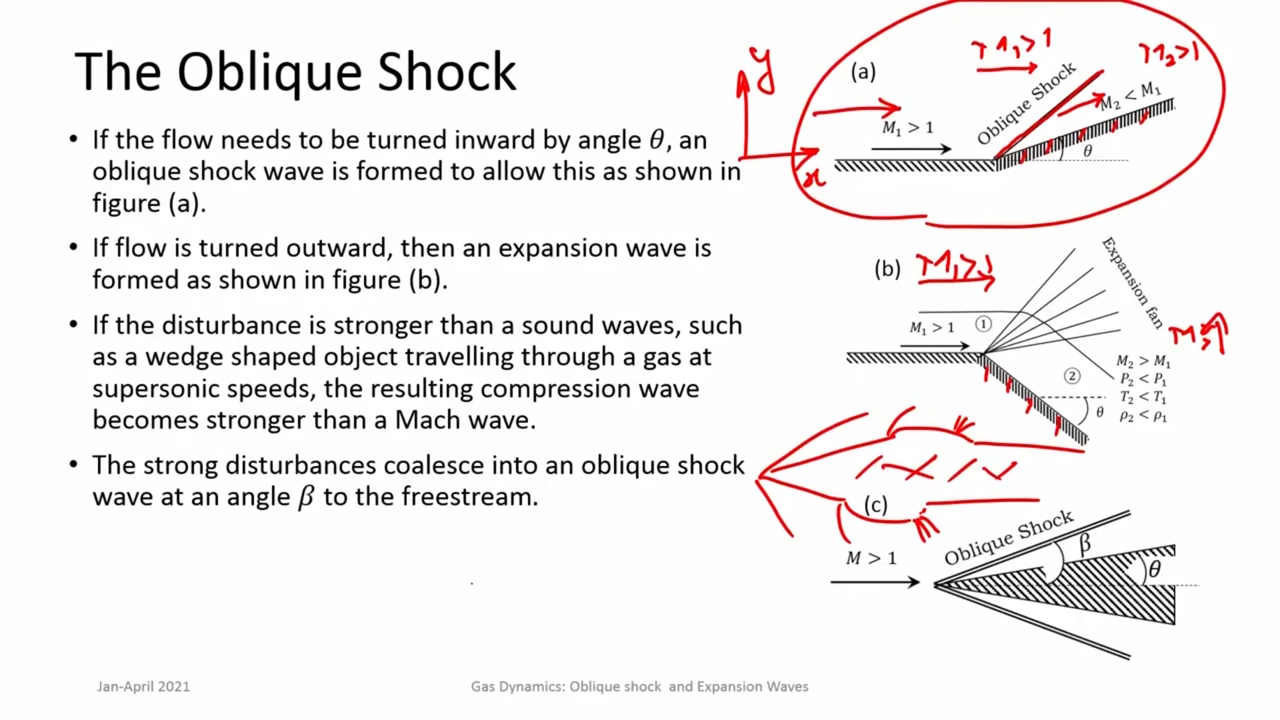 The Oblique Shock
• If the flow needs to be turned inward by angle θ, an
oblique shock wave is formed to allow this as shown in
figure (a).
• If flow is turned outward, then an expansion wave is
formed as shown in figure (b).
• If the disturbance is stronger than a sound waves, such
as a wedge shaped object travelling through a gas at
supersonic speeds, the resulting compression wave
becomes stronger than a Mach wave.
• The strong disturbances coalesce into an oblique shock
wave at an angle β to the freestream.
y
x
(a)
M₁ > 1
M₂ > 1
Oblique Shock
M₂ < M₁
M₁ > 1
θ
(b)
M₁ > 1
Expansion fan
M₁ > 1
①
②
M₂ > M₁
P₂ < P₁
T₂ < T₁
ρ₂ < ρ₁
θ
(c)
Oblique Shock
β
M > 1
θ
Jan-April 2021
Gas Dynamics: Oblique shock and Expansion Waves